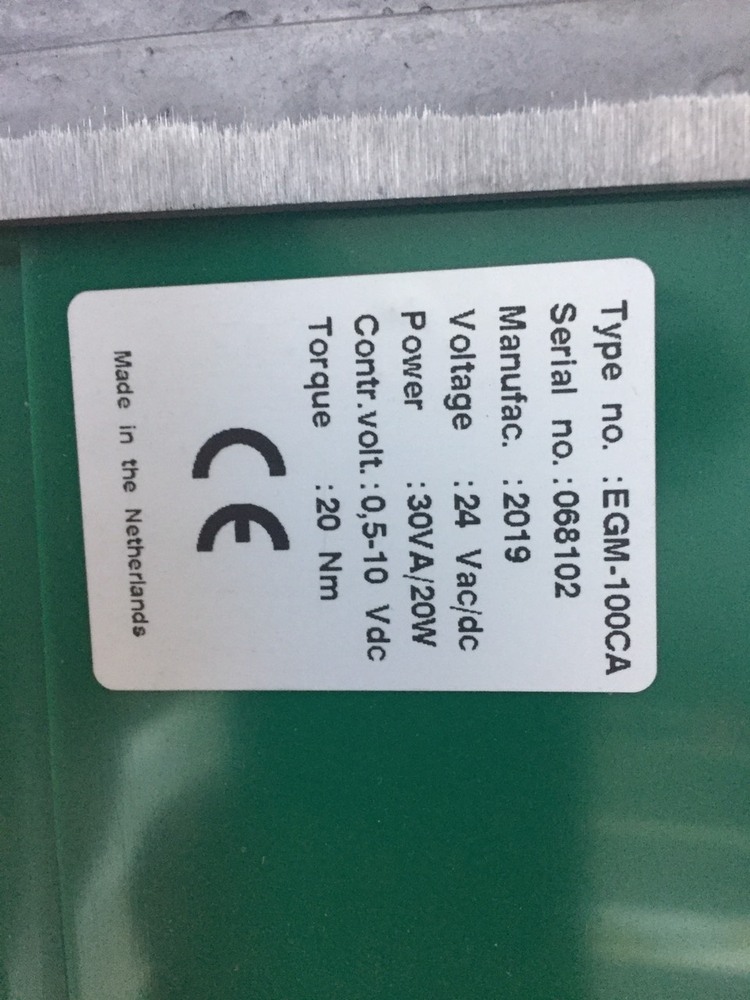 Type no. :EGM-100CA
Serial no.:068102
Manufac. :2019
Voltage :24 Vac/dc
Power :30VA/20W
Contr.volt.:0,5-10 Vdc
Torque :20 Nm
CE
Made in the Netherlands